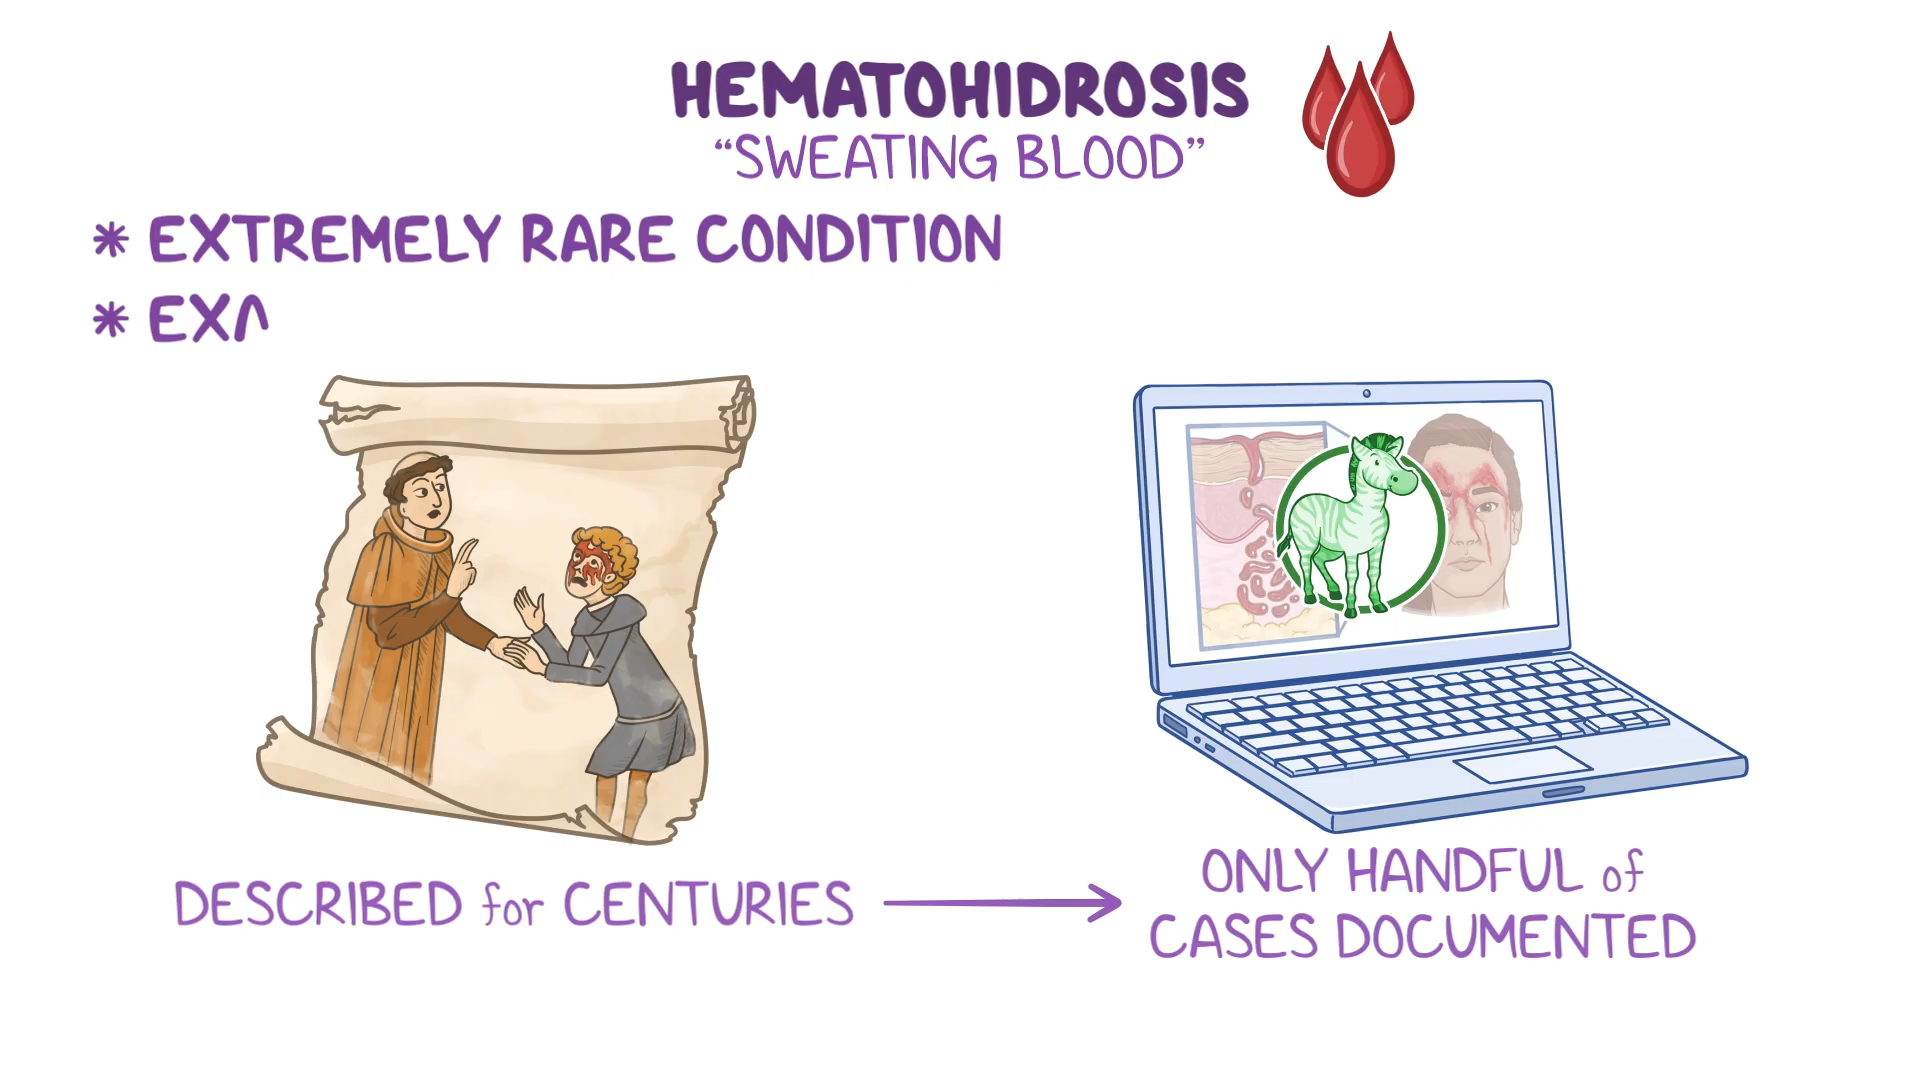 HEMATOHIDROSIS
“SWEATING BLOOD”
* EXTREMELY RARE CONDITION
* EX
DESCRIBED for CENTURIES
ONLY HANDFUL of
CASES DOCUMENTED